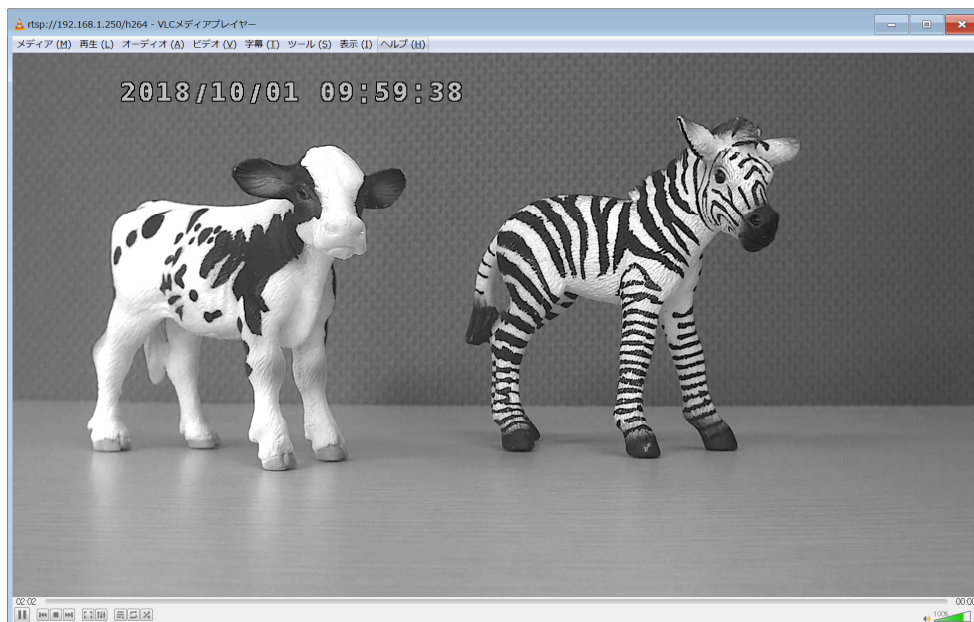 rtsp://192.168.1.250/h264 - VLCメディアプレイヤー
メディア (M) 再生 (L) オーディオ (A) ビデオ (V) 字幕 (T) ツール (S) 表示 (I) ヘルプ (H)
2018/10/01 09:59:38
02:02
100%